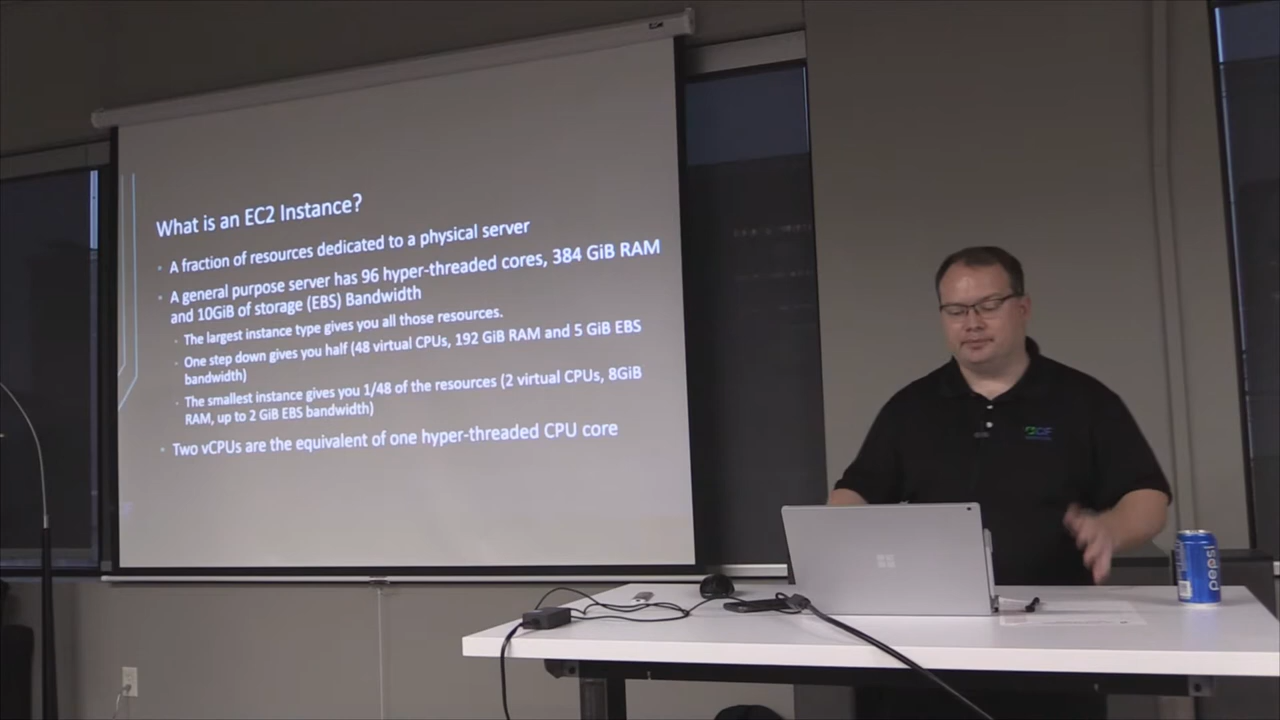 What is an EC2 Instance?
A fraction of resources dedicated to a physical server
A general purpose server has 96 hyper-threaded cores, 384 GiB RAM
and 10GiB of storage (EBS) Bandwidth
The largest instance type gives you all those resources.
One step down gives you half (48 virtual CPUs, 192 GiB RAM and 5 GiB EBS
bandwidth)
The smallest instance gives you 1/48 of the resources (2 virtual CPUs, 8GiB
RAM, up to 2 GiB EBS bandwidth)
Two vCPUs are the equivalent of one hyper-threaded CPU core
pepsi